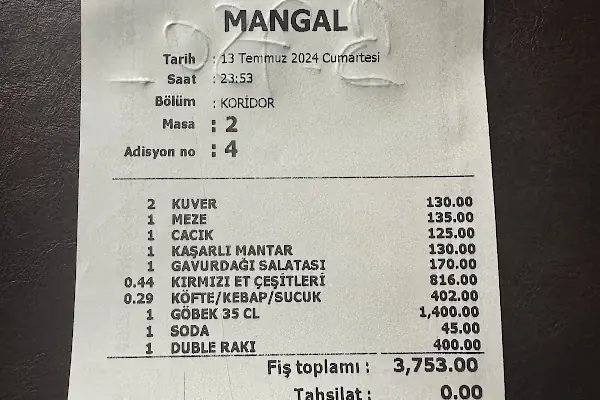 MANGAL
Tarih : 13 Temmuz 2024 Cumartesi
Saat : 23:53
Bölüm : KORİDOR
Masa : 2
Adisyon no : 4
2 KUVER 130.00
1 MEZE 135.00
1 CACIK 125.00
1 KAŞARLI MANTAR 130.00
1 GAVURDAĞI SALATASI 170.00
0.44 KIRMIZI ET ÇEŞİTLERİ 816.00
0.29 KÖFTE/KEBAP/SUCUK 402.00
1 GÖBEK 35 CL 1,400.00
1 SODA 45.00
1 DUBLE RAKI 400.00
Fiş toplamı : 3,753.00
Tahsilat : 0.00